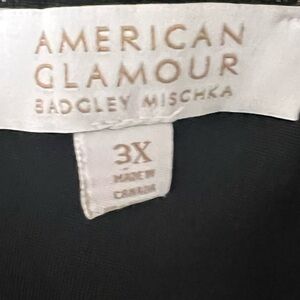 AMERICAN
GLAMOUR
BADGLEY MISCHKA
3X
MADE IN
CANADA